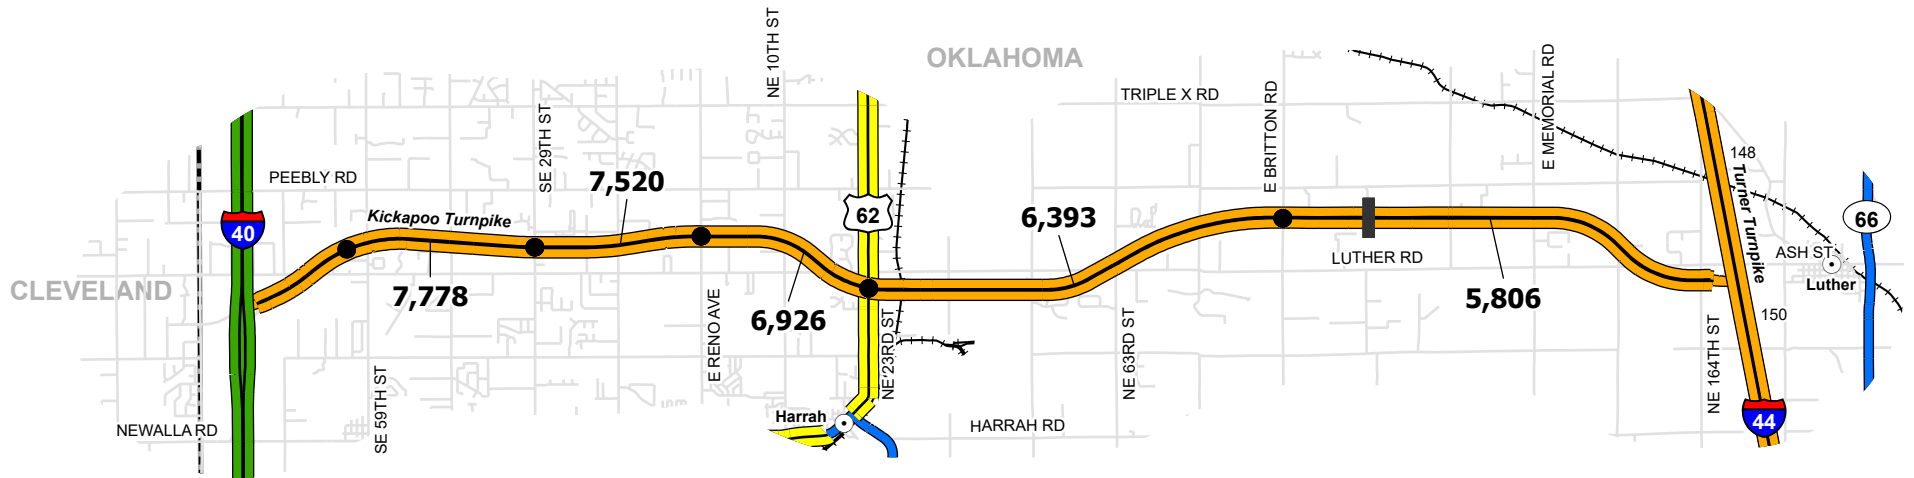 OKLAHOMA
NE 10TH ST
TRIPLE X RD
E BRITTON RD
E MEMORIAL RD
SE 29TH ST
148
PEEBLY RD
7,520
Kickapoo Turnpike
62
6,393
66
40
Turner Turnpike
LUTHER RD
ASH ST
CLEVELAND
7,778
Luther
5,806
6,926
150
E RENO AVE
NE 23RD ST
NE 63RD ST
NE 164TH ST
SE 59TH ST
Harrah
HARRAH RD
44
NEWALLA RD